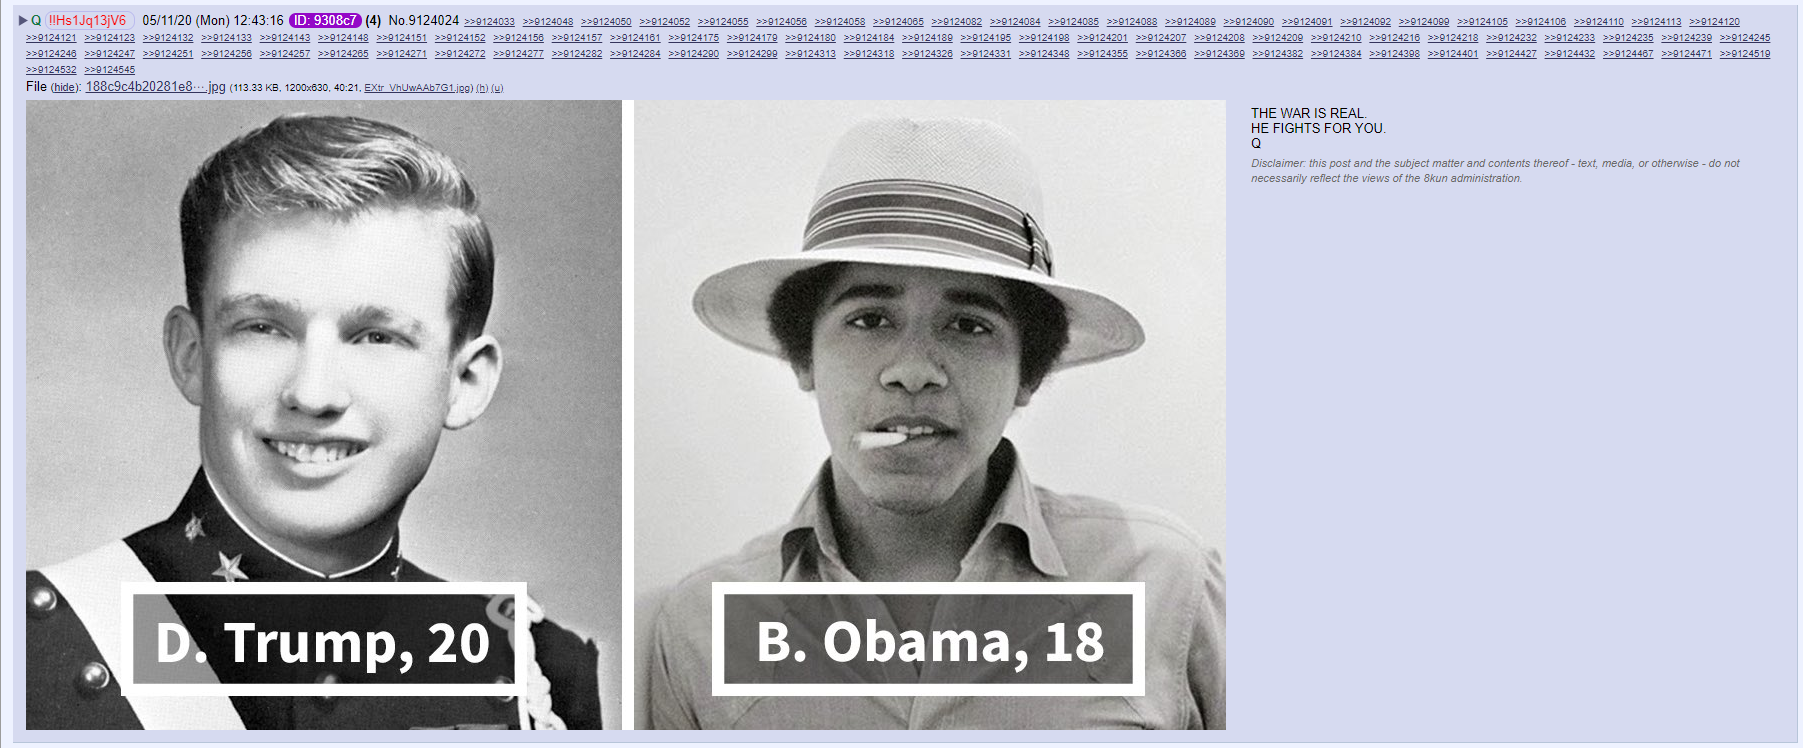 ▶ Q !!Hs1Jq13jV6 05/11/20 (Mon) 12:43:16 ID: 9308c7 (4) No.9124024 >>9124033 >>9124048 >>9124050 >>9124052 >>9124055 >>9124056 >>9124058 >>9124065 >>9124082 >>9124084 >>9124085 >>9124088 >>9124089 >>9124090 >>9124091 >>9124092 >>9124099 >>9124105 >>9124106 >>9124110 >>9124113 >>9124120
>>9124121 >>9124123 >>9124132 >>9124133 >>9124143 >>9124148 >>9124151 >>9124152 >>9124156 >>9124157 >>9124161 >>9124175 >>9124179 >>9124180 >>9124184 >>9124189 >>9124195 >>9124198 >>9124201 >>9124207 >>9124208 >>9124209 >>9124210 >>9124216 >>9124218 >>9124232 >>9124233 >>9124235 >>9124239 >>9124245
>>9124246 >>9124247 >>9124251 >>9124256 >>9124257 >>9124265 >>9124271 >>9124272 >>9124277 >>9124282 >>9124284 >>9124290 >>9124299 >>9124313 >>9124318 >>9124326 >>9124331 >>9124348 >>9124355 >>9124366 >>9124369 >>9124382 >>9124384 >>9124398 >>9124401 >>9124427 >>9124432 >>9124467 >>9124471 >>9124519
>>9124532 >>9124545
File (hide): 188c9c4b20281e8⋯.jpg (113.33 KB, 1200x630, 40:21, EXtr_VhUwAAb7G1.jpg) (h) (u)
THE WAR IS REAL.
HE FIGHTS FOR YOU.
Q
Disclaimer: this post and the subject matter and contents thereof - text, media, or otherwise - do not
necessarily reflect the views of the 8kun administration.
D. Trump, 20
B. Obama, 18